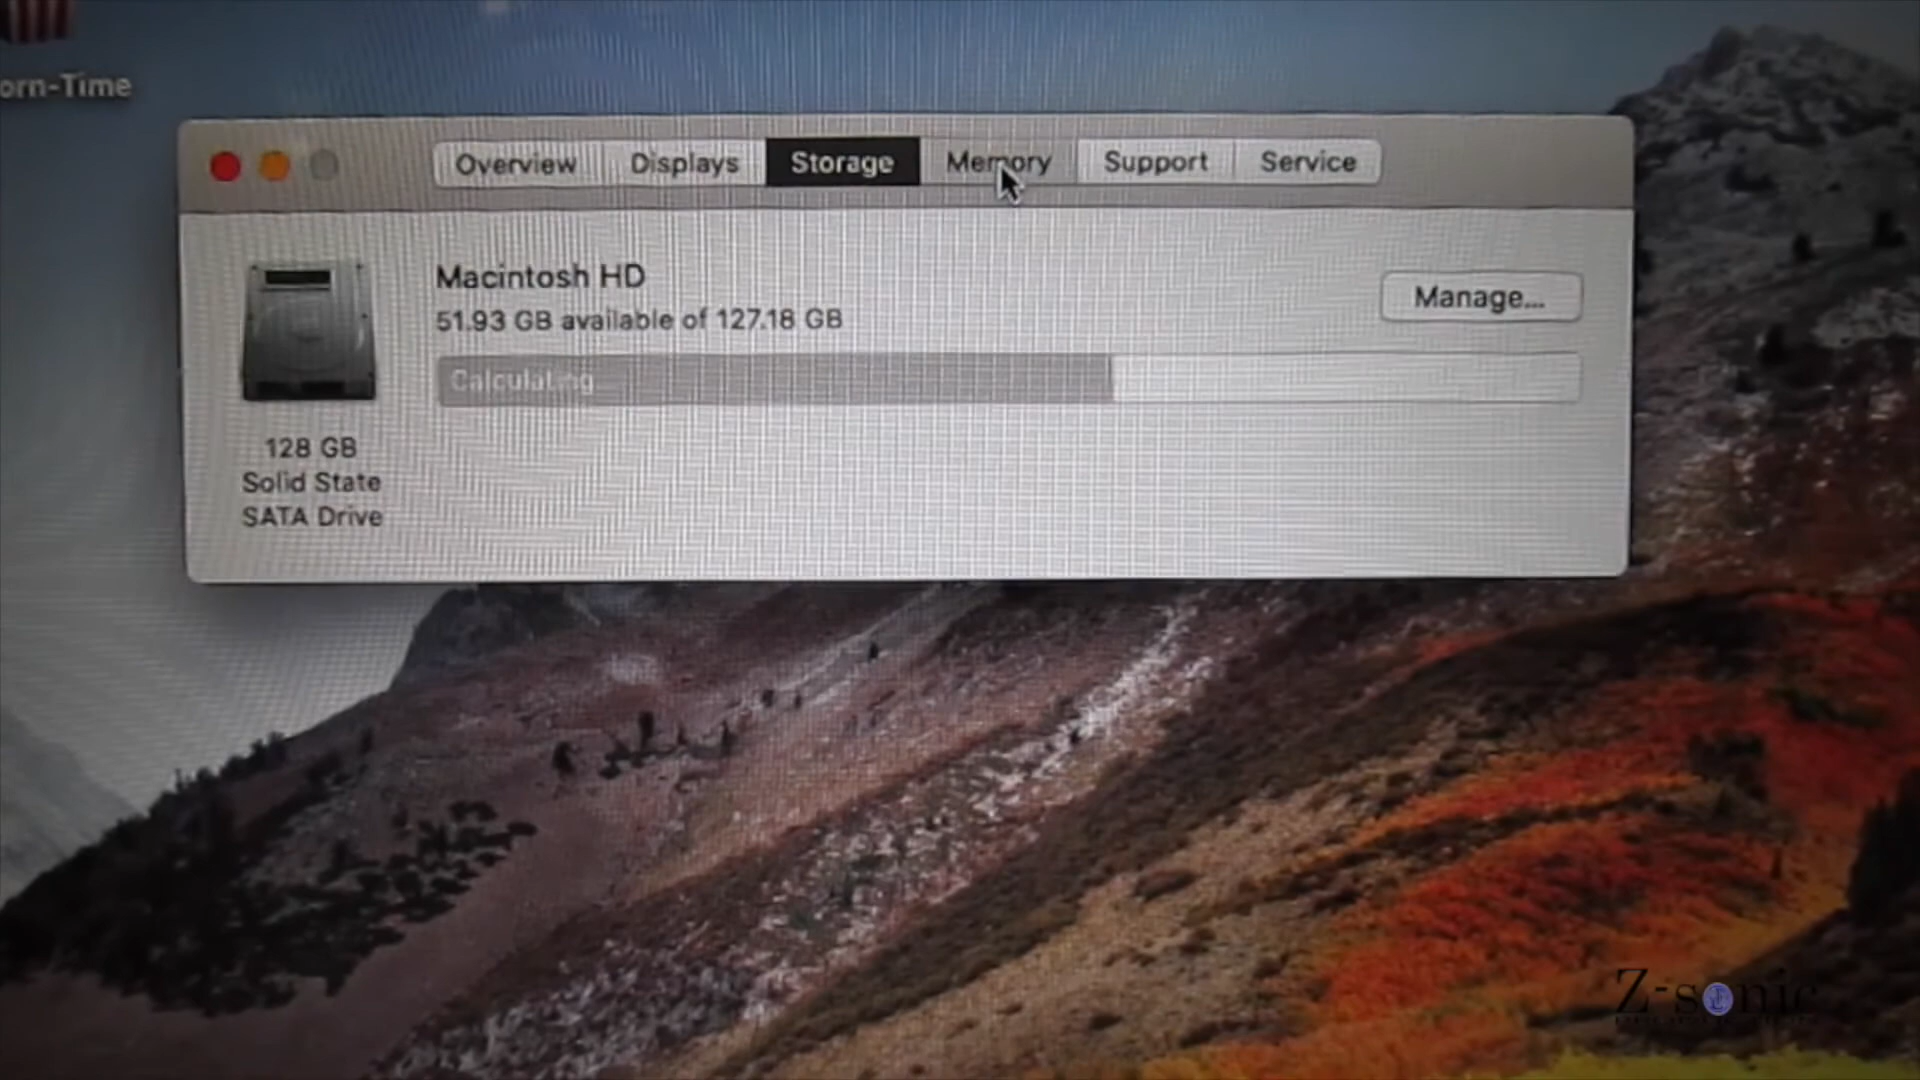 orn-Time
Overview Displays Storage Memory Support Service
Macintosh HD
51.93 GB available of 127.18 GB
Manage...
Calculating
128 GB
Solid State
SATA Drive
Z-sonic